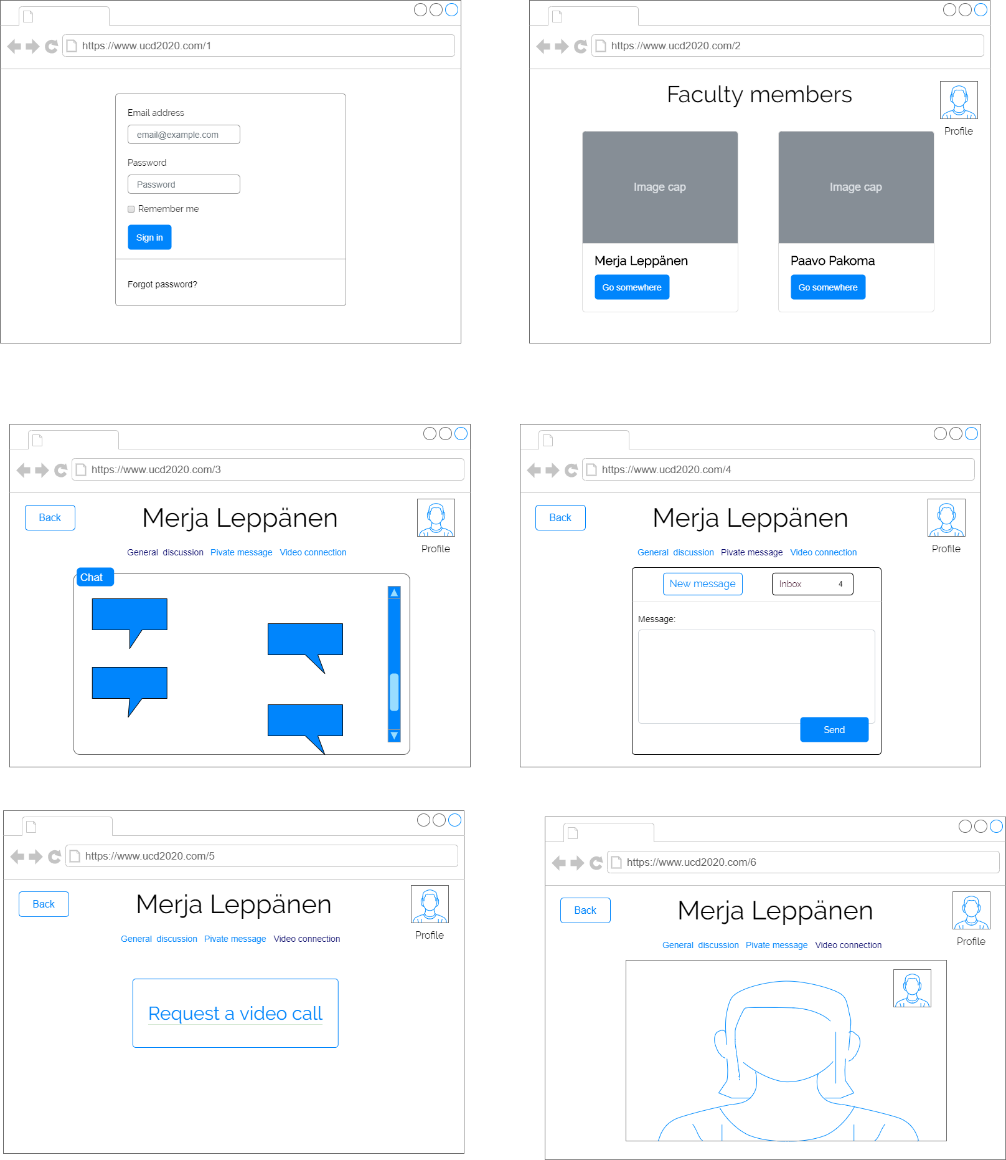 https://www.ucd2020.com/1
Email address
email@example.com
Password
Password
Remember me
Sign in
Forgot password?
https://www.ucd2020.com/2
Faculty members
Profile
Image cap
Image cap
Merja Leppänen
Paavo Pakoma
Go somewhere
Go somewhere
https://www.ucd2020.com/3
Back
Merja Leppänen
Profile
General discussion Pivate message Video connection
Chat
https://www.ucd2020.com/4
Back
Merja Leppänen
Profile
General discussion Pivate message Video connection
New message
Inbox 4
Message:
Send
https://www.ucd2020.com/5
Back
Merja Leppänen
Profile
General discussion Pivate message Video connection
Request a video call
https://www.ucd2020.com/6
Back
Merja Leppänen
Profile
General discussion Pivate message Video connection